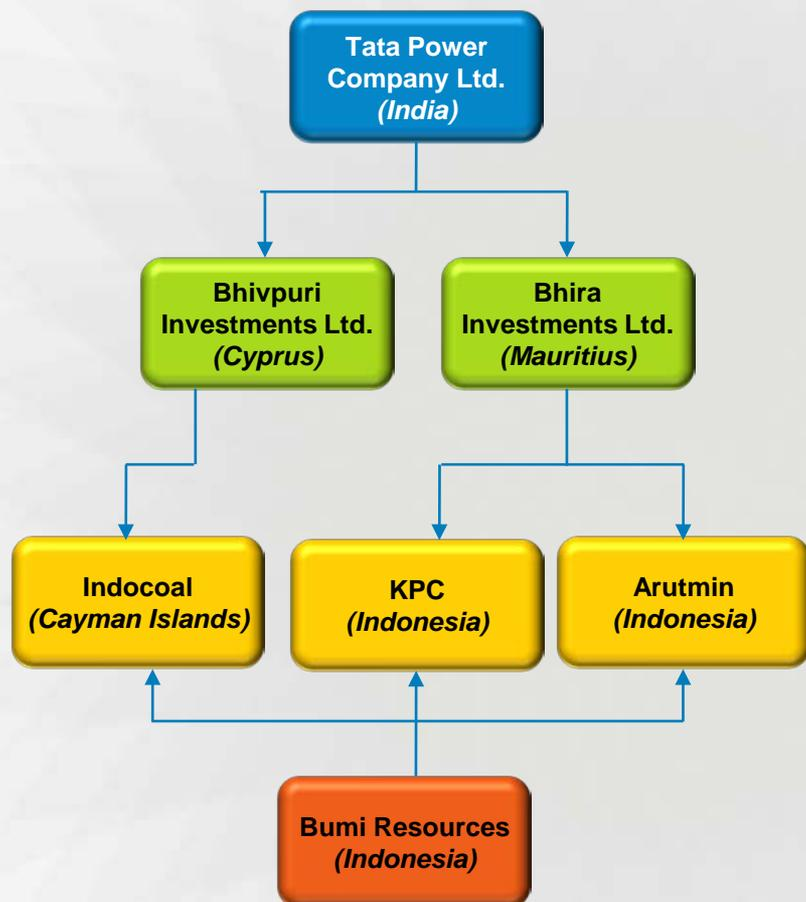 Tata Power
Company Ltd.
(India)
Bhivpuri
Investments Ltd.
(Cyprus)
Bhira
Investments Ltd.
(Mauritius)
Indocoal
(Cayman Islands)
KPC
(Indonesia)
Arutmin
(Indonesia)
Bumi Resources
(Indonesia)